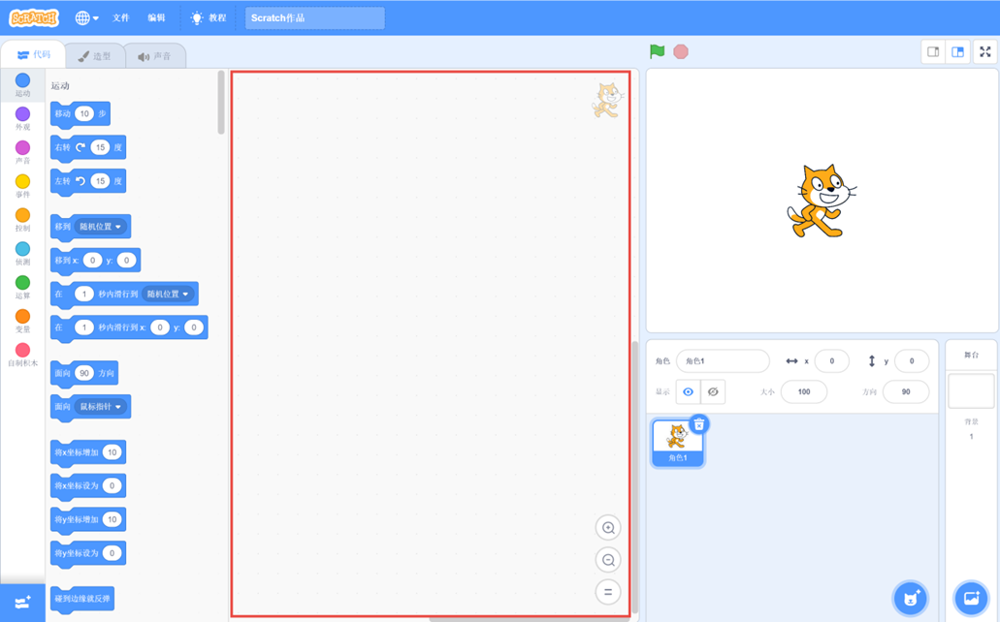 SCRATCH 文件 编辑 教程 Scratch作品
代码 造型 声音
运动
外观
声音
事件
控制
侦测
运算
变量
自制积木
运动
移动 10 步
右转 15 度
左转 15 度
移到 随机位置
移到 x: 0 y: 0
在 1 秒内滑行到 随机位置
在 1 秒内滑行到 x: 0 y: 0
面向 90 方向
面向 鼠标指针
将x坐标增加 10
将x坐标设为 0
将y坐标增加 10
将y坐标设为 0
碰到边缘就反弹
角色 角色1 x 0 y 0
显示 大小 100 方向 90
角色1
舞台
背景
1